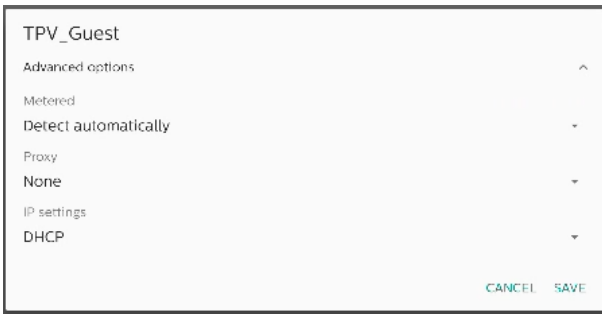 TPV_Guest
Advanced options
Metered
Detect automatically
Proxy
None
IP settings
DHCP
CANCEL SAVE